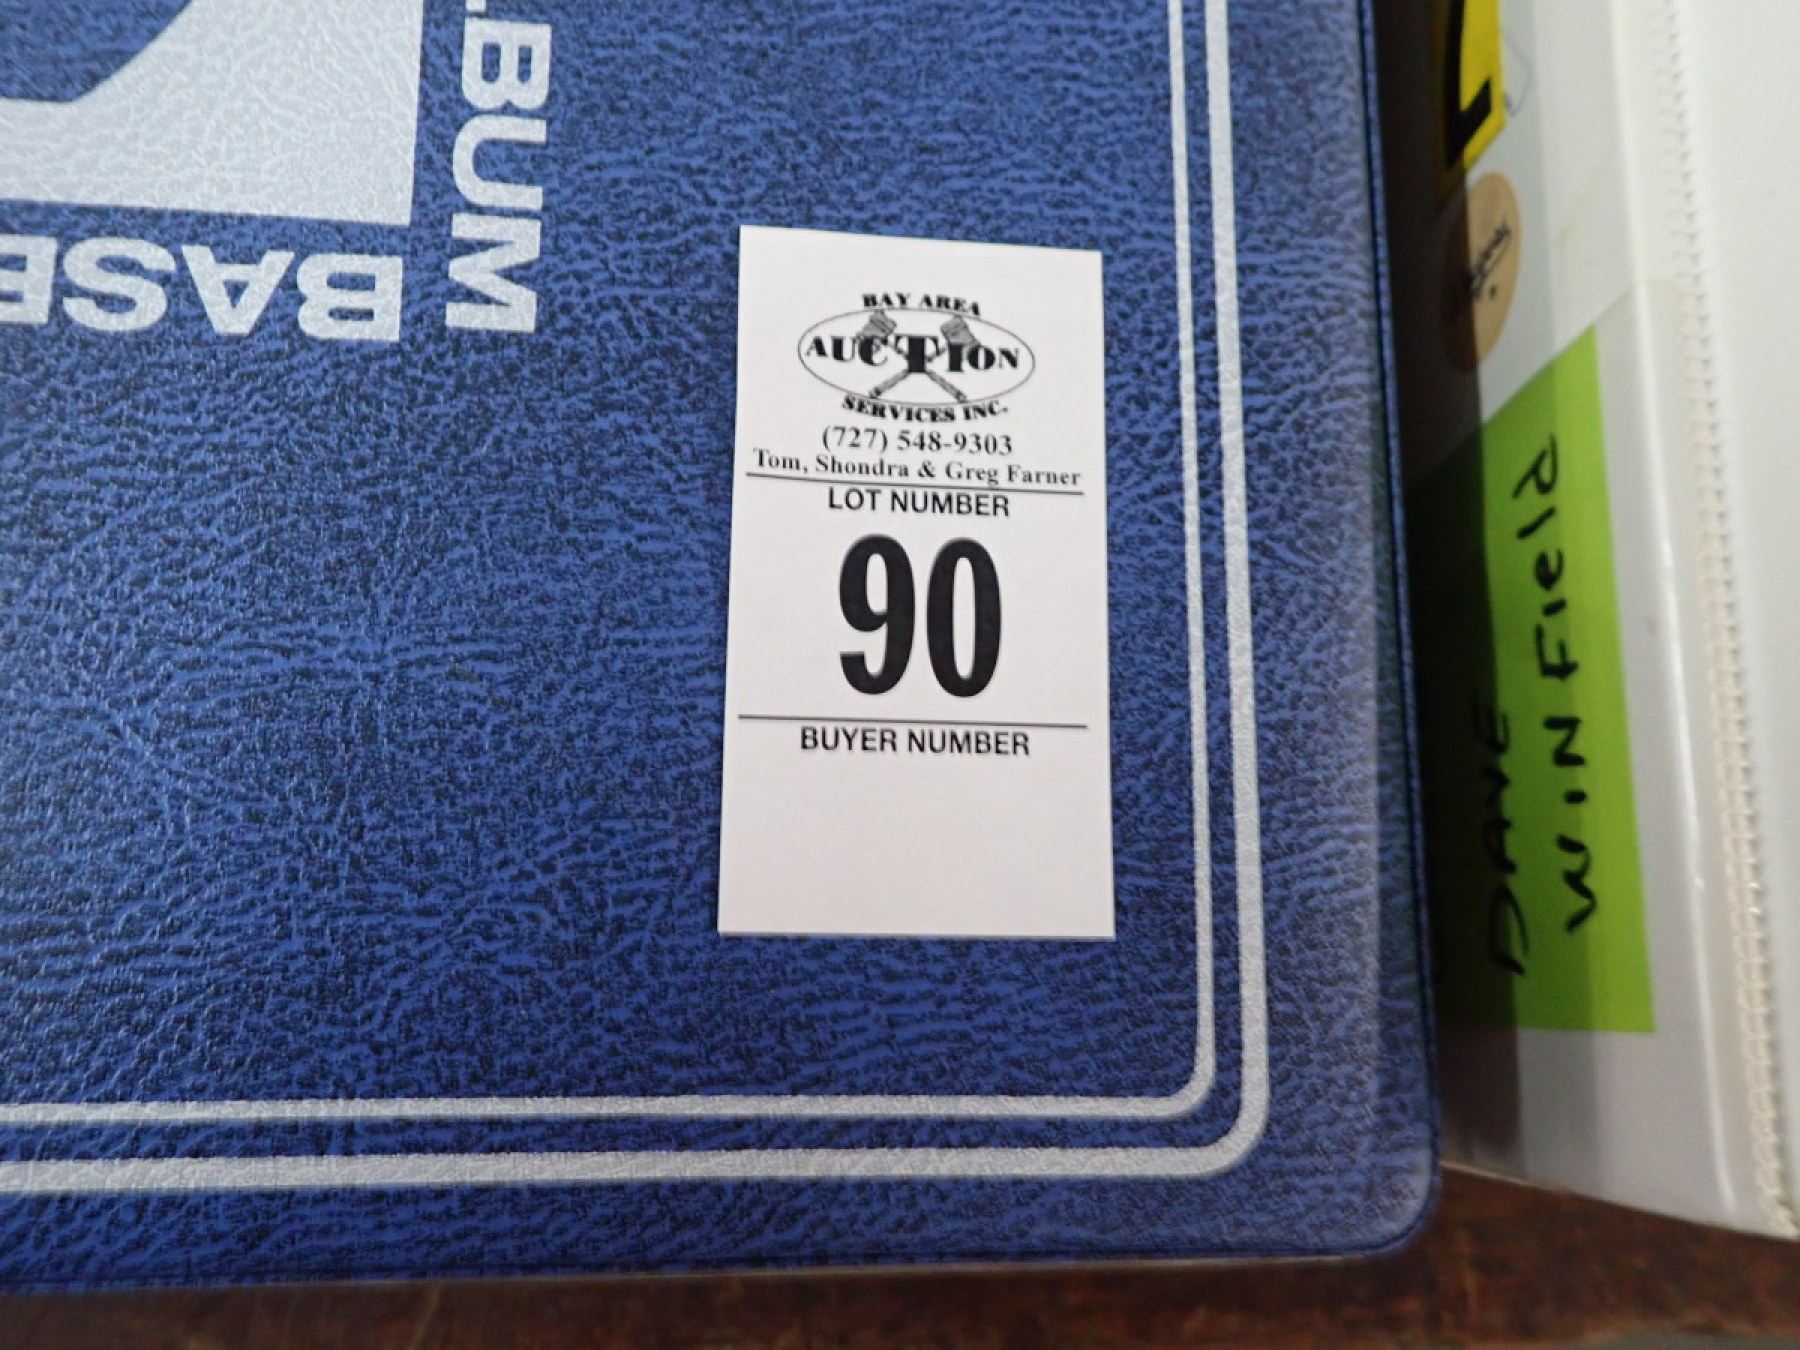 BUM
BASE
BAY AREA
AUCTION
SERVICES INC.
(727) 548-9303
Tom, Shondra & Greg Farner
LOT NUMBER
90
BUYER NUMBER
DAVE
WINField